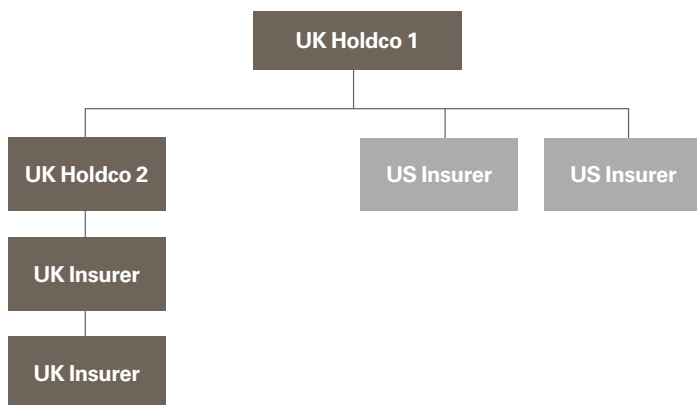 UK Holdco 1
UK Holdco 2
US Insurer
US Insurer
UK Insurer
UK Insurer